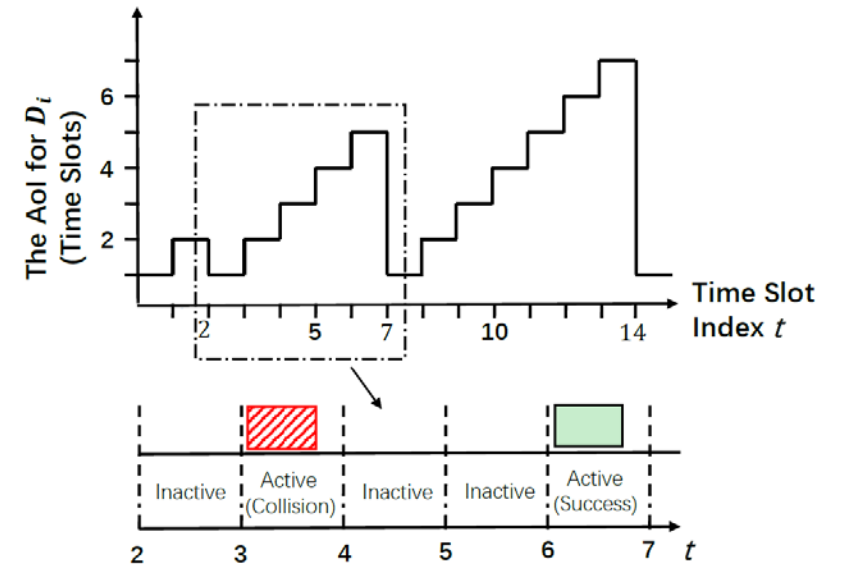 The AoI for Di
(Time Slots)
6
4
2
2 5 7 10 14
Time Slot
Index t
Inactive
Active
(Collision)
Inactive
Inactive
Active
(Success)
2 3 4 5 6 7 t